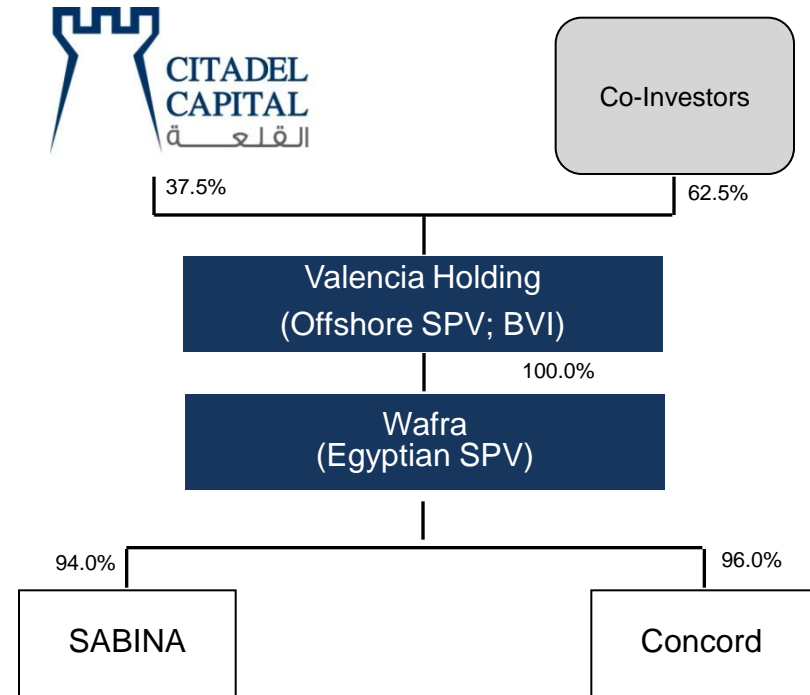 CITADEL
CAPITAL
القلعة
Co-Investors
37.5%
62.5%
Valencia Holding
(Offshore SPV; BVI)
100.0%
Wafra
(Egyptian SPV)
94.0%
96.0%
SABINA
Concord